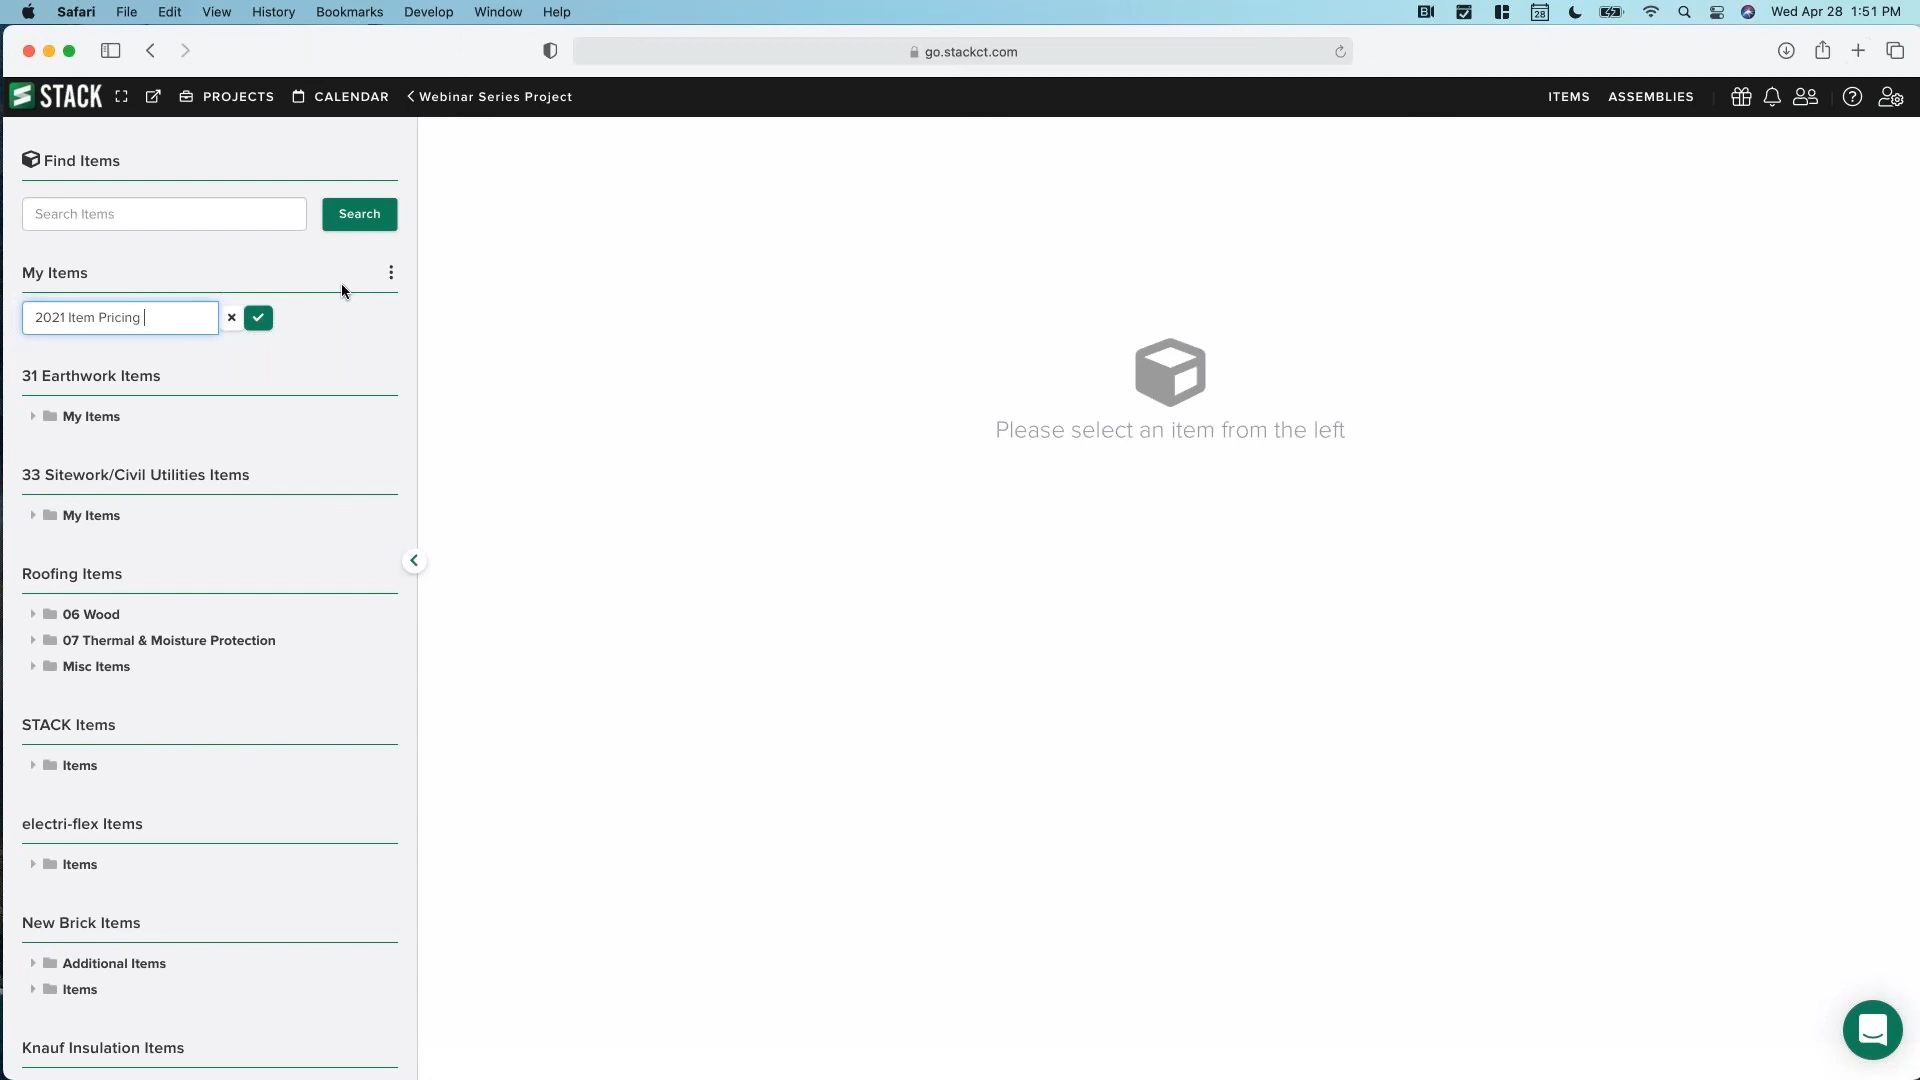 Safari File Edit View History Bookmarks Develop Window Help 28 Wed Apr 28 1:51 PM
go.stackct.com
STACK PROJECTS CALENDAR Webinar Series Project ITEMS ASSEMBLIES
Find Items
Search Items Search
My Items
2021 Item Pricing
31 Earthwork Items
My Items
33 Sitework/Civil Utilities Items
My Items
Roofing Items
06 Wood
07 Thermal & Moisture Protection
Misc Items
STACK Items
Items
electri-flex Items
Items
New Brick Items
Additional Items
Items
Knauf Insulation Items
Please select an item from the left